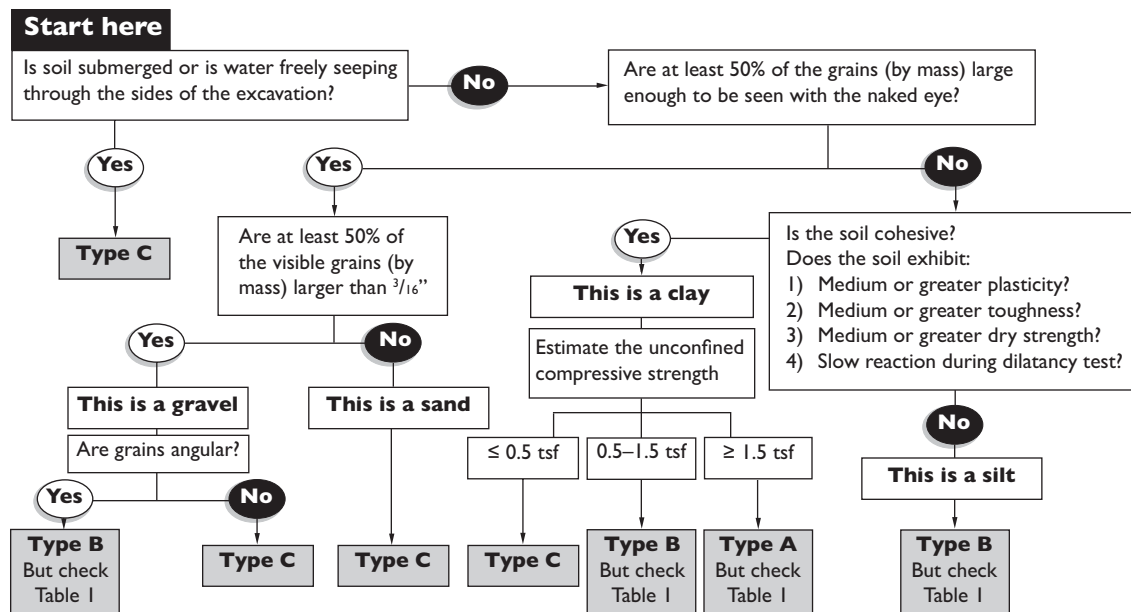 Start here
Is soil submerged or is water freely seeping
through the sides of the excavation?
No
Are at least 50% of the grains (by mass) large
enough to be seen with the naked eye?
Yes
Type C
Yes
No
Are at least 50% of
the visible grains (by
mass) larger than 3/16”
Yes
No
This is a gravel
Are grains angular?
Yes
No
Type B
But check
Table 1
Type C
This is a sand
Type C
Is the soil cohesive?
Does the soil exhibit:
1) Medium or greater plasticity?
2) Medium or greater toughness?
3) Medium or greater dry strength?
4) Slow reaction during dilatancy test?
Yes
This is a clay
Estimate the unconfined
compressive strength
≤ 0.5 tsf
0.5–1.5 tsf
≥ 1.5 tsf
Type C
Type B
But check
Table 1
Type A
But check
Table 1
No
This is a silt
Type B
But check
Table 1